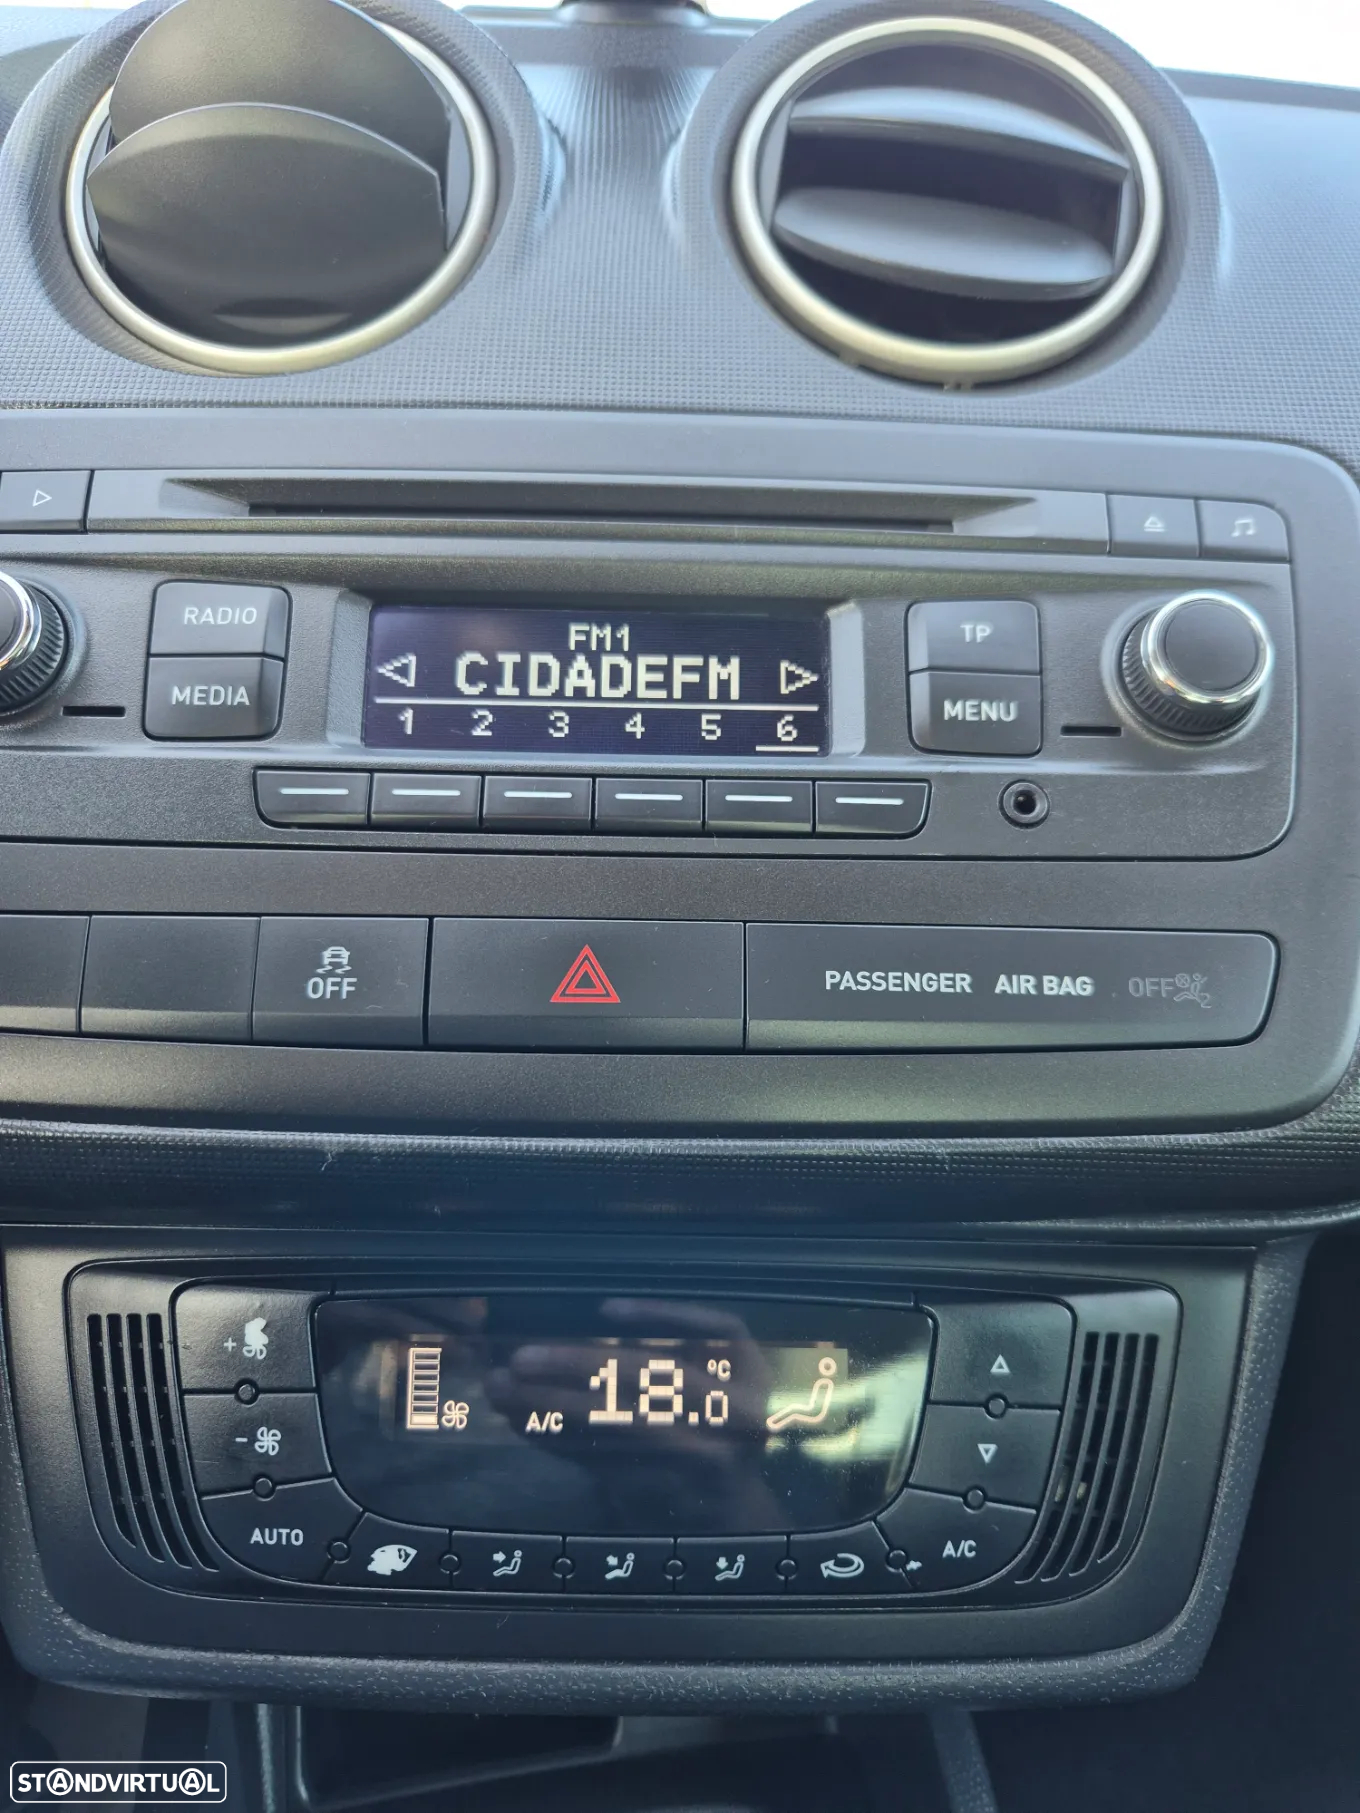 RADIO
MEDIA
FM1
CIDADEFM
1 2 3 4 5 6
TP
MENU
OFF
PASSENGER AIR BAG OFF
+
-
A/C 18.0 °C
AUTO
A/C
STANDVIRTUAL